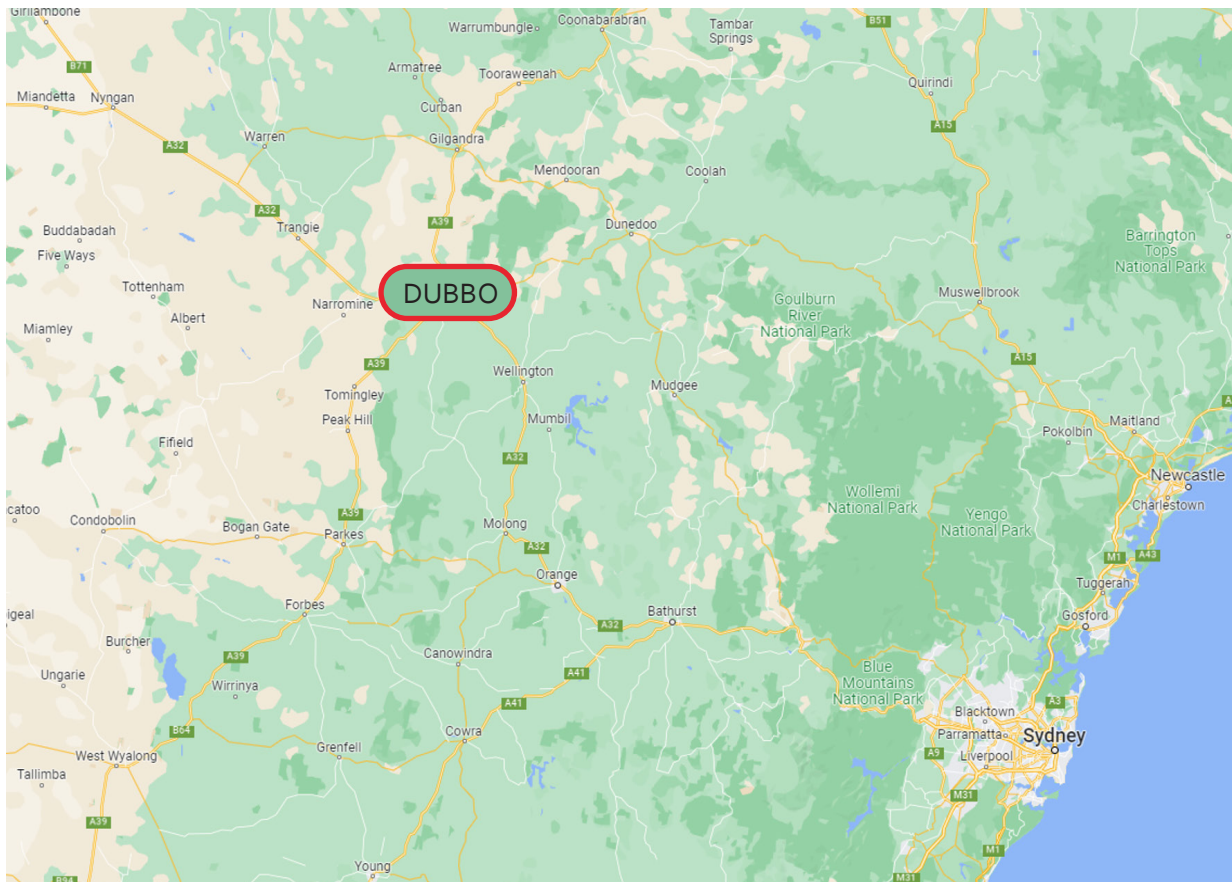 Girilambone
Coonabarabran
Warrumbungle
Tambar
Springs
B51
B71
Armatree
Tooraweenah
Quirindi
Miandetta
Nyngan
Curban
A15
A32
Warren
Gilgandra
Mendooran
Coolah
A32
A39
Dunedoo
Buddabadah
Trangie
Five Ways
Barrington
Tops
National Park
Tottenham
DUBBO
Muswellbrook
Narromine
Goulburn
River
National Park
Albert
Miamley
A39
A15
Wellington
Tomingley
Mudgee
Peak Hill
Mumbil
Maitland
Pokolbin
Fifield
A32
Newcastle
Wollemi
National Park
Charlestown
catoo
Condobolin
Bogan Gate
A39
Parkes
Molong
Yengo
National Park
A32
M1
A43
Orange
Tuggerah
Forbes
Bathurst
Gosford
igeal
A32
Burcher
A39
Canowindra
A41
Blue
Mountains
National Park
Ungarie
Wirrinya
A41
A3
Blacktown
B64
Cowra
Parramatta
Sydney
Grenfell
West Wyalong
A9
Liverpool
Tallimba
M31
A39
M1
Young
B94
M31